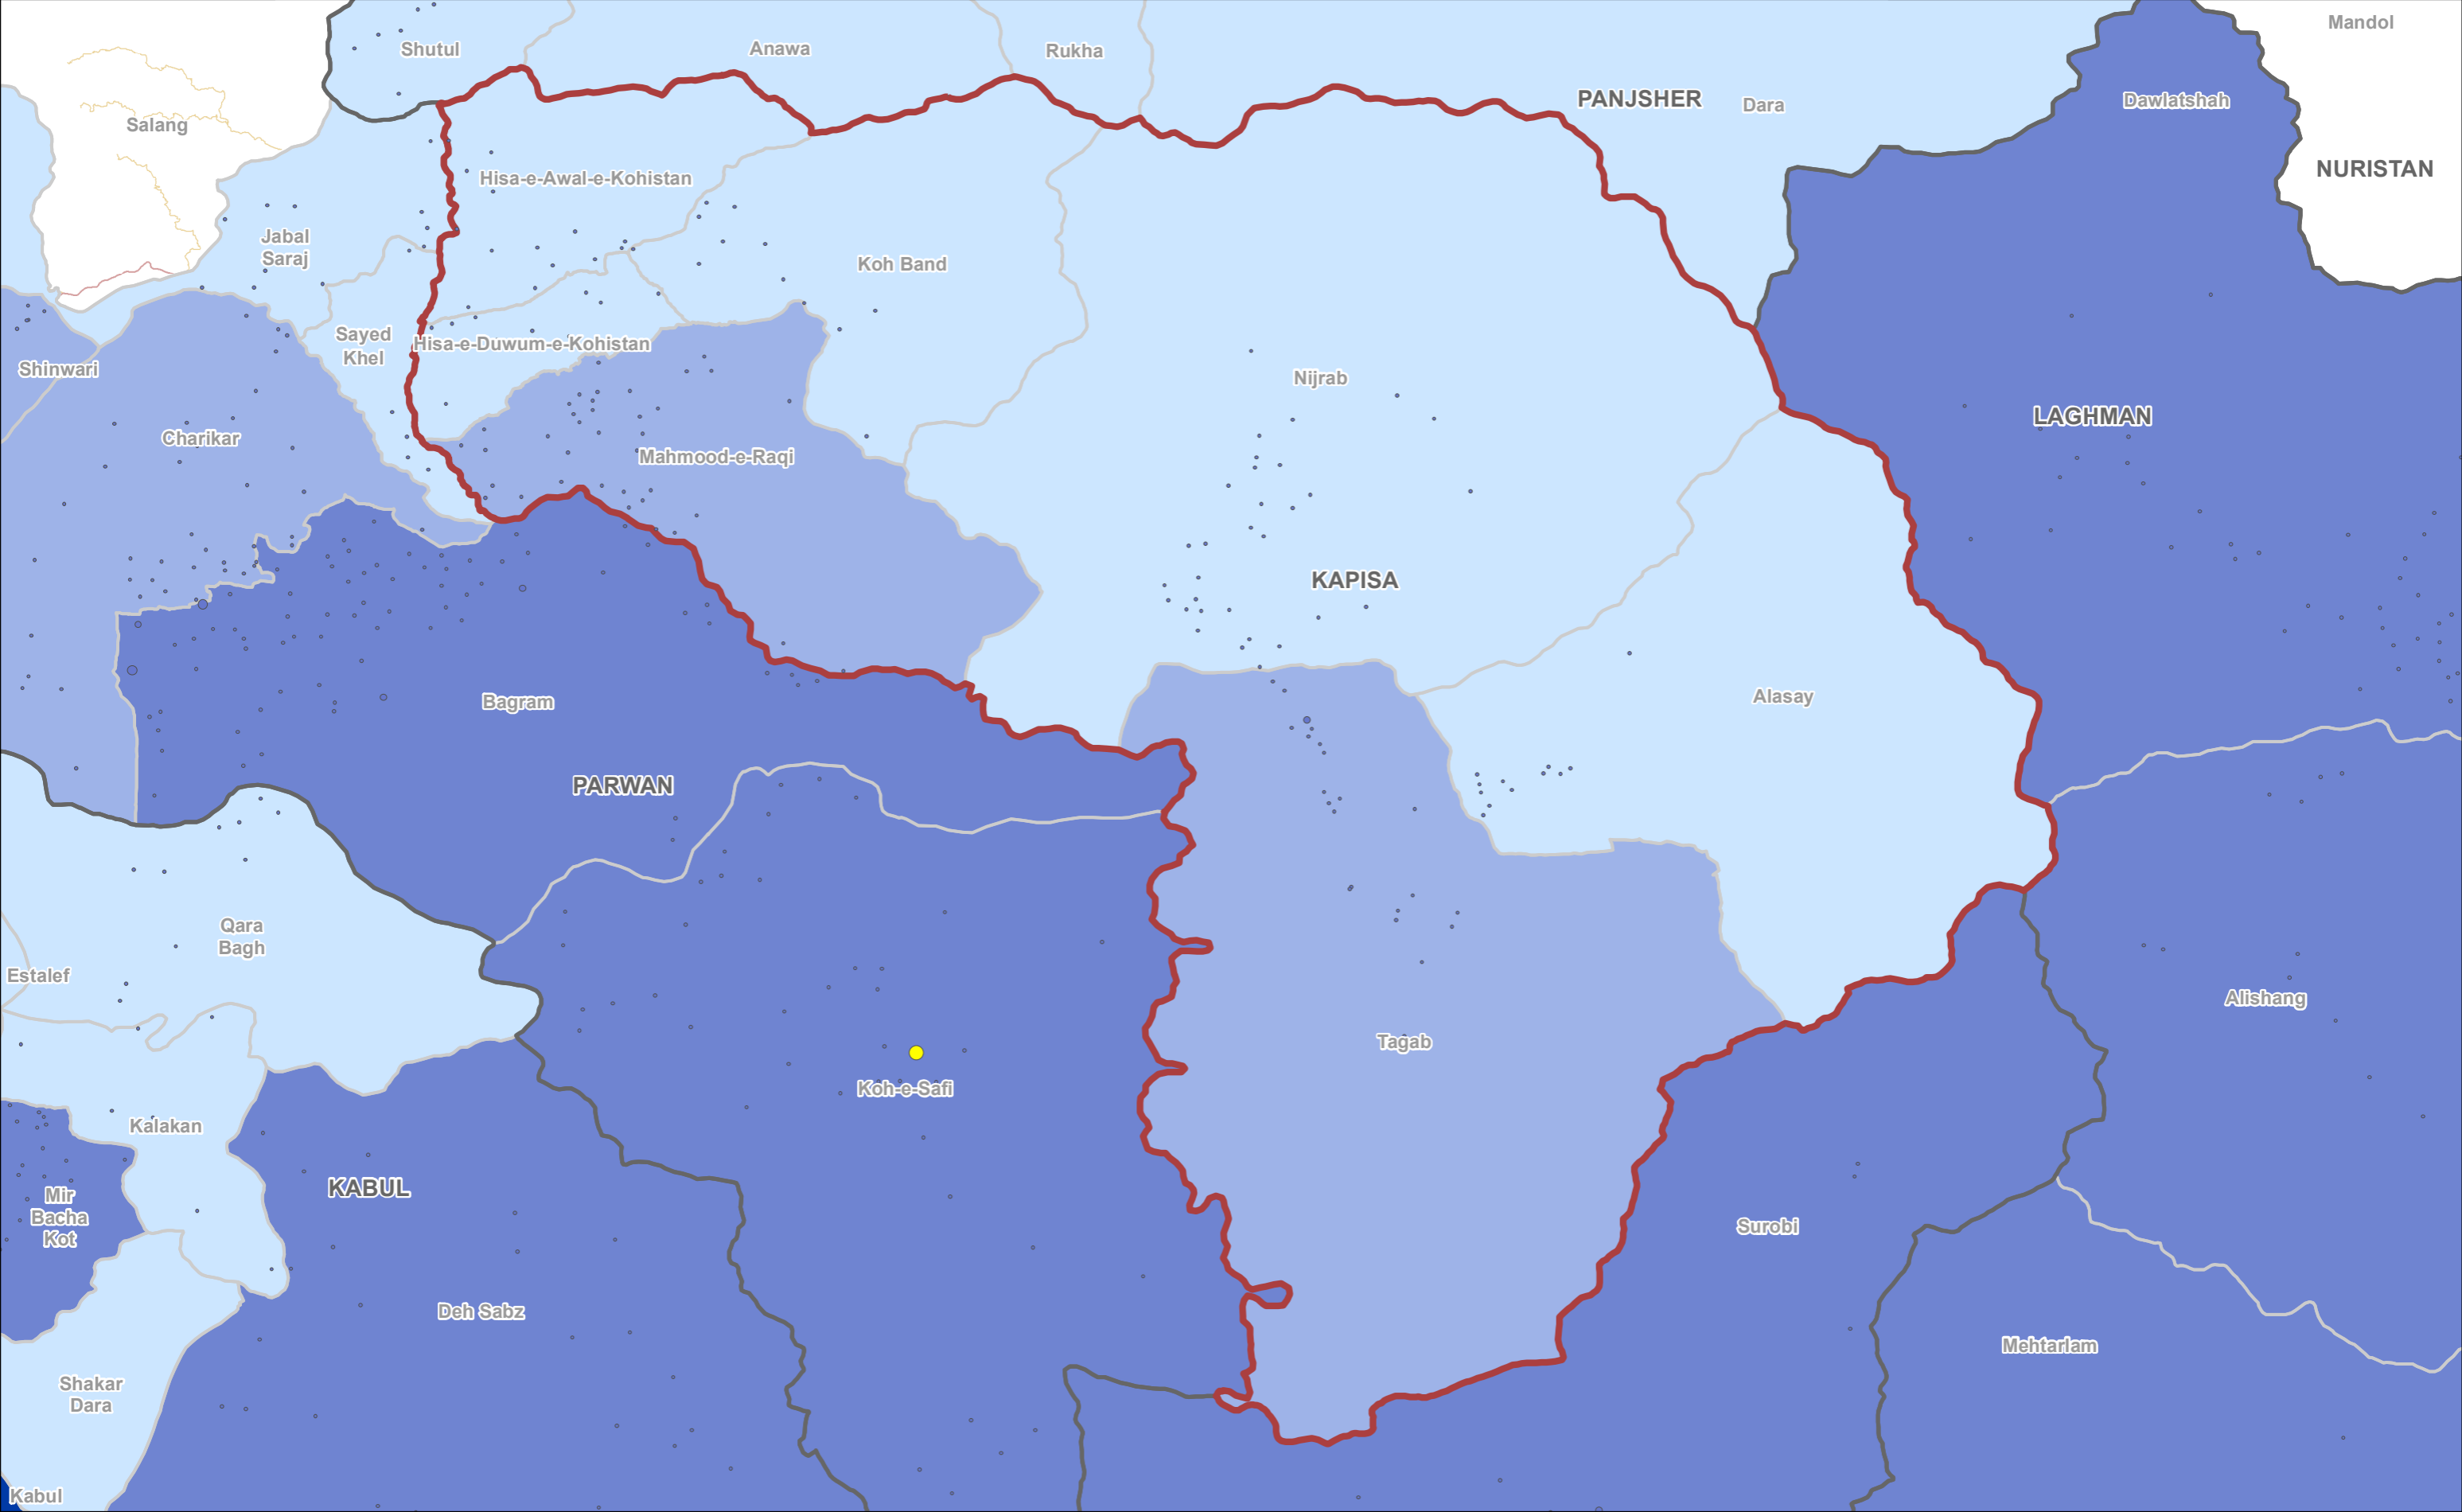 Mandol
Shutul
Anawa
Rukha
PANJSHER
Dara
Dawlatshah
Salang
NURISTAN
Hisa-e-Awal-e-Kohistan
Jabal
Saraj
Koh Band
Sayed
Khel
Hisa-e-Duwum-e-Kohistan
Shinwari
Nijrab
LAGHMAN
Charikar
Mahmood-e-Raqi
KAPISA
Bagram
Alasay
PARWAN
Qara
Bagh
Estalef
Alishang
Tagab
Koh-e-Safi
Kalakan
KABUL
Mir
Bacha
Kot
Surobi
Deh Sabz
Mehtarlam
Shakar
Dara
Kabul